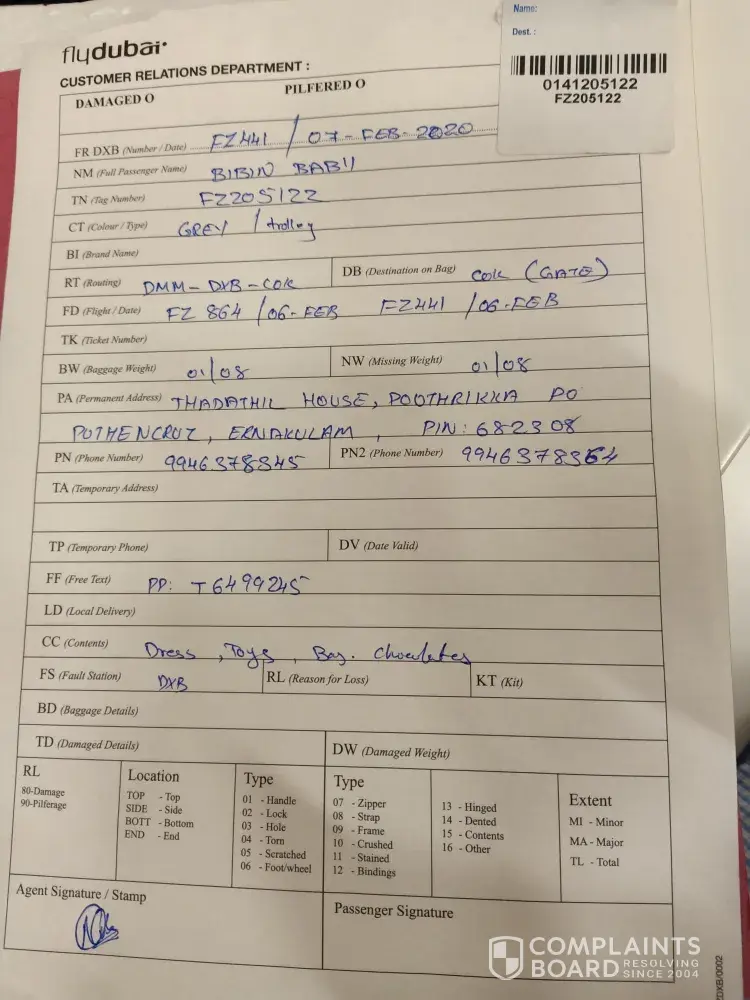 Name:
Dest. :
0141205122
FZ205122
flydubai
CUSTOMER RELATIONS DEPARTMENT :
DAMAGED O PILFERED O
FR DXB (Number / Date) FZ441 / 07-FEB-2020
NM (Full Passenger Name) BIBIN BABU
TN (Tag Number) FZ205122
CT (Colour / Type) GREY / trolley
BI (Brand Name)
RT (Routing) DMM-DXB-COK DB (Destination on Bag) COK (GATE)
FD (Flight / Date) FZ 864 / 06-FEB FZ441 / 06-FEB
TK (Ticket Number)
BW (Baggage Weight) 01/08 NW (Missing Weight) 01/08
PA (Permanent Address) THADATHIL HOUSE, POOTHRIKKA PO
PUTHENCRUZ, ERNAKULAM, PIN: 682308
PN (Phone Number) 9946378345 PN2 (Phone Number) 9946378364
TA (Temporary Address)
TP (Temporary Phone) DV (Date Valid)
FF (Free Text) PP: T6499245
LD (Local Delivery)
CC (Contents) Dress, Toys, Bag. Chocolates
FS (Fault Station) DXB RL (Reason for Loss) KT (Kit)
BD (Baggage Details)
TD (Damaged Details) DW (Damaged Weight)
RL
80-Damage
90-Pilferage
Location
TOP - Top
SIDE - Side
BOTT - Bottom
END - End
Type
01 - Handle
02 - Lock
03 - Hole
04 - Torn
05 - Scratched
06 - Foot/wheel
Type
07 - Zipper
08 - Strap
09 - Frame
10 - Crushed
11 - Stained
12 - Bindings
13 - Hinged
14 - Dented
15 - Contents
16 - Other
Extent
MI - Minor
MA - Major
TL - Total
Agent Signature / Stamp Passenger Signature
COMPLAINTS
BOARD RESOLVING SINCE 2004
DXB/0002